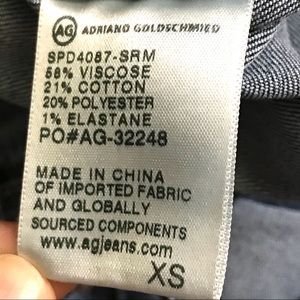 AG ADRIANO GOLDSCHMIED
SPD4087-SRM
58% VISCOSE
21% COTTON
20% POLYESTER
1% ELASTANE
PO#AG-32248
MADE IN CHINA
OF IMPORTED FABRIC
AND GLOBALLY
SOURCED COMPONENTS
www.agjeans.com
XS